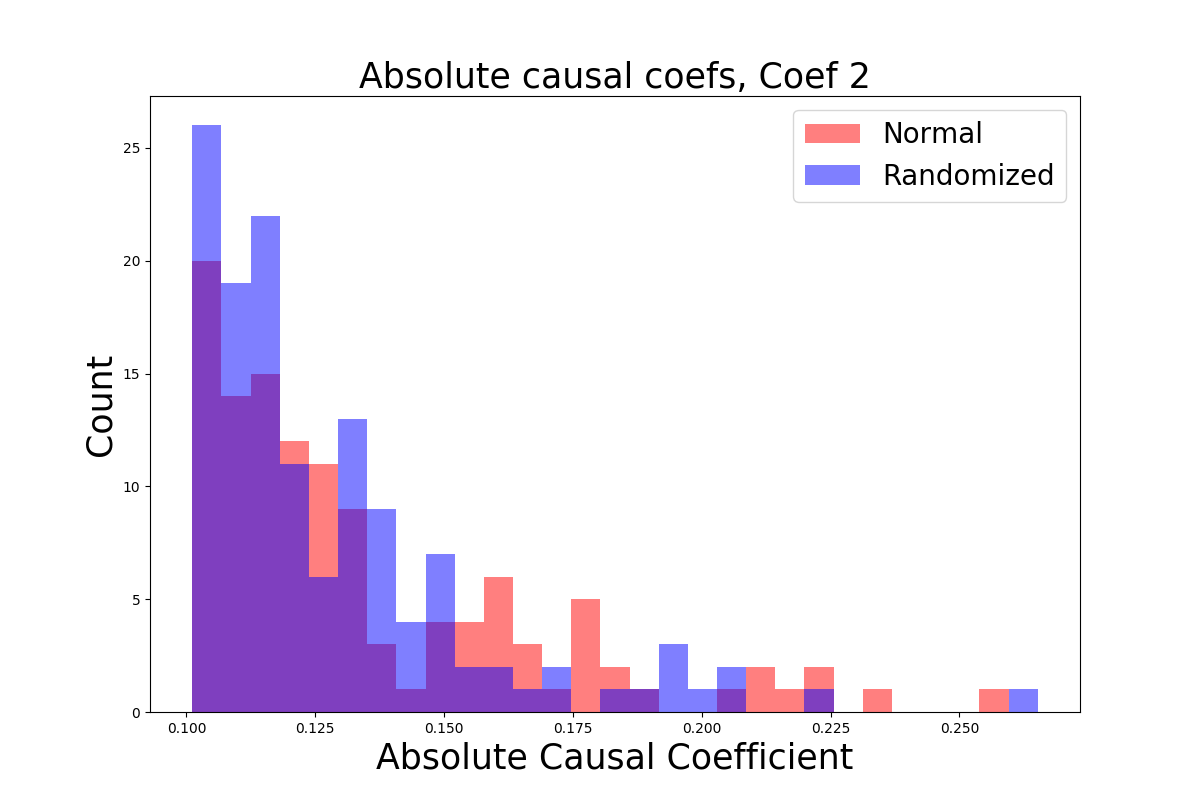 Absolute causal coefs, Coef 2
Normal
Randomized
25
20
15
10
5
0
Count
0.100 0.125 0.150 0.175 0.200 0.225 0.250
Absolute Causal Coefficient